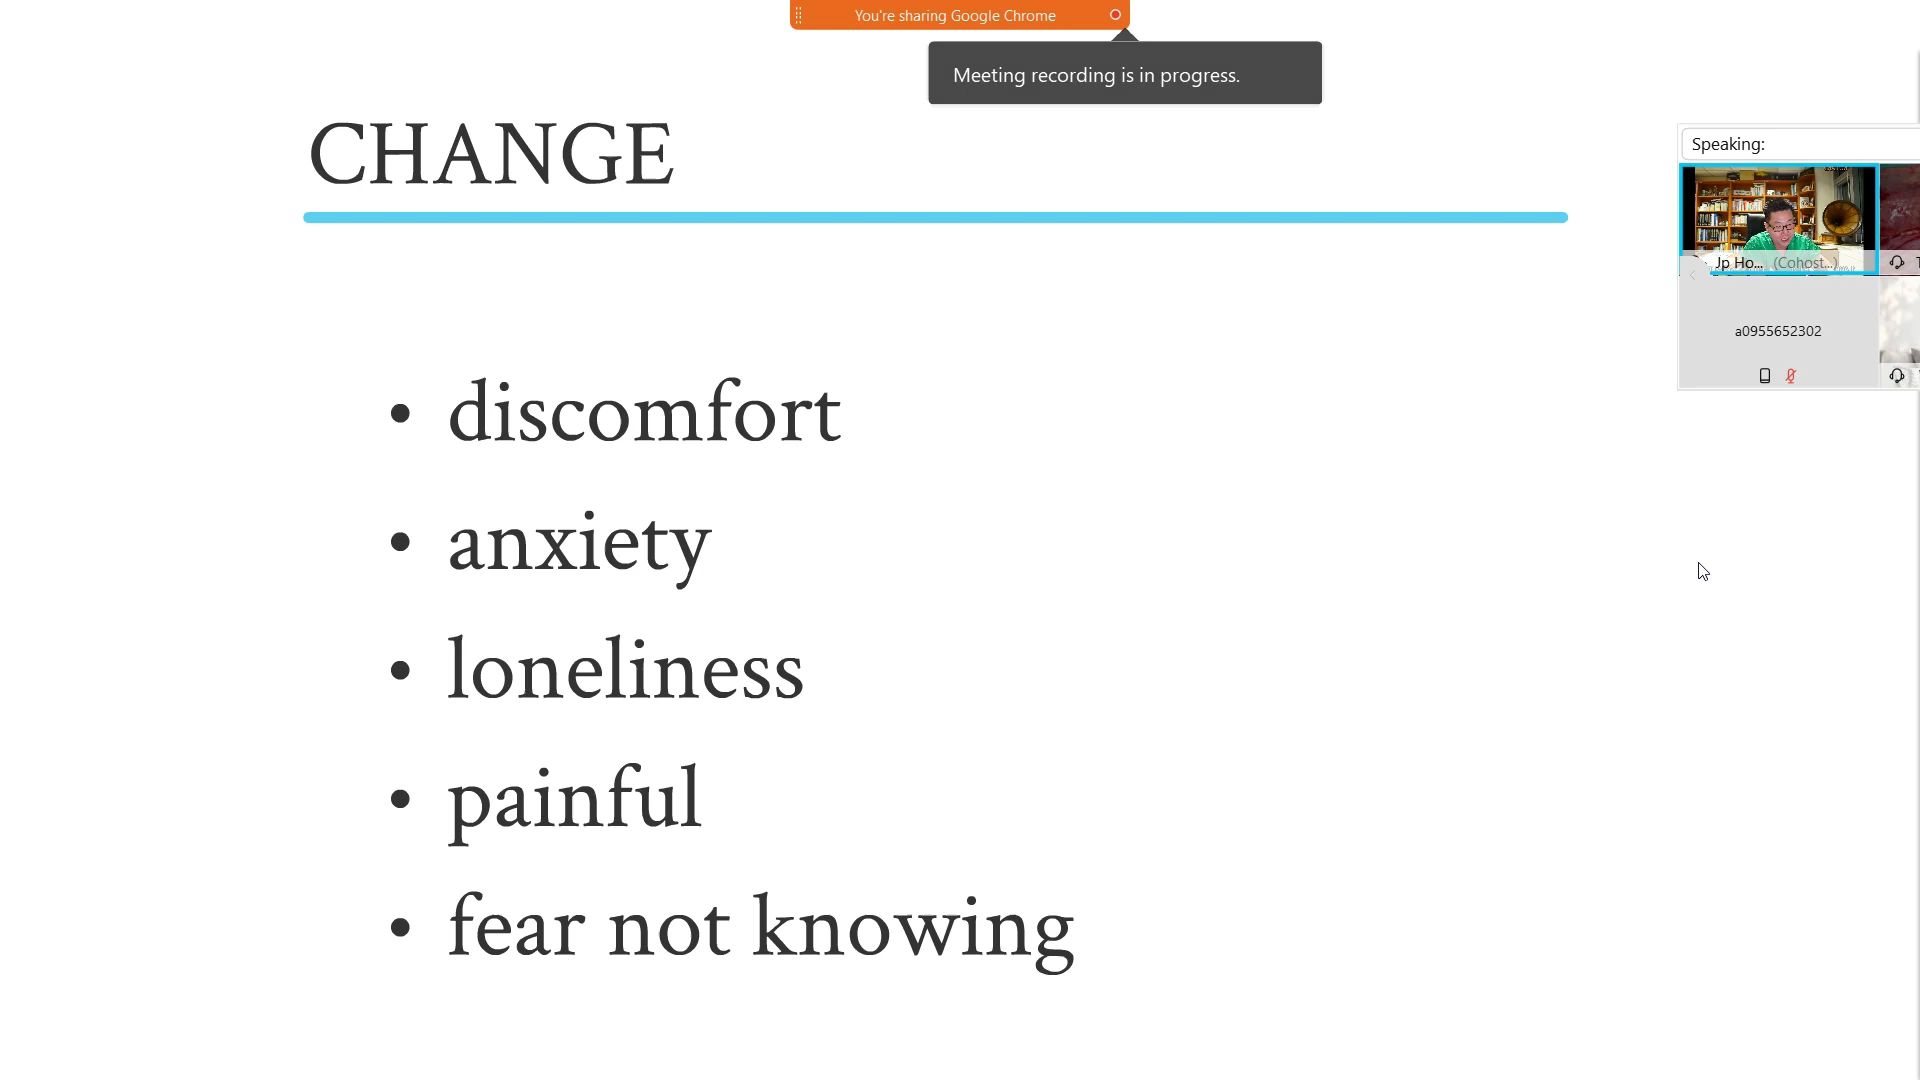 You're sharing Google Chrome
Meeting recording is in progress.
CHANGE
Speaking:
Jp Ho... (Cohost...)
a0955652302
• discomfort
• anxiety
• loneliness
• painful
• fear not knowing